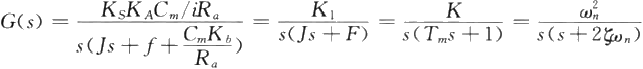 G(s) = \frac{K_S K_A C_m / i R_a}{s(Js + f + \frac{C_m K_b}{R_a})} = \frac{K_1}{s(Js + F)} = \frac{K}{s(T_m s + 1)} = \frac{\omega_n^2}{s(s + 2\zeta\omega_n)}